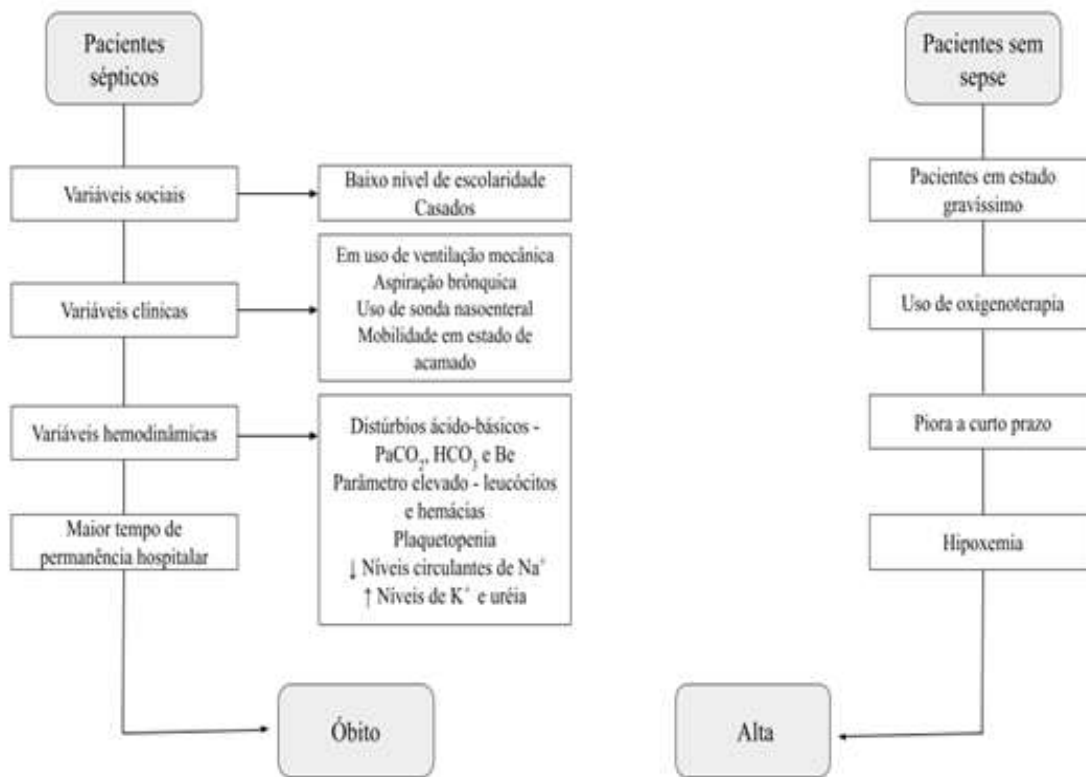 Pacientes
sépticos
Variáveis sociais
Baixo nível de escolaridade
Casados
Variáveis clínicas
Em uso de ventilação mecânica
Aspiração brônquica
Uso de sonda nasoenteral
Mobilidade em estado de
acamado
Variáveis hemodinâmicas
Distúrbios ácido-básicos -
PaCO₂, HCO₃ e Be
Parâmetro elevado - leucócitos
e hemácias
Plaquetopenia
↓ Níveis circulantes de Na⁺
↑ Níveis de K⁺ e uréia
Maior tempo de
permanência hospitalar
Óbito
Pacientes sem
sepse
Pacientes em estado
gravíssimo
Uso de oxigenoterapia
Piora a curto prazo
Hipoxemia
Alta